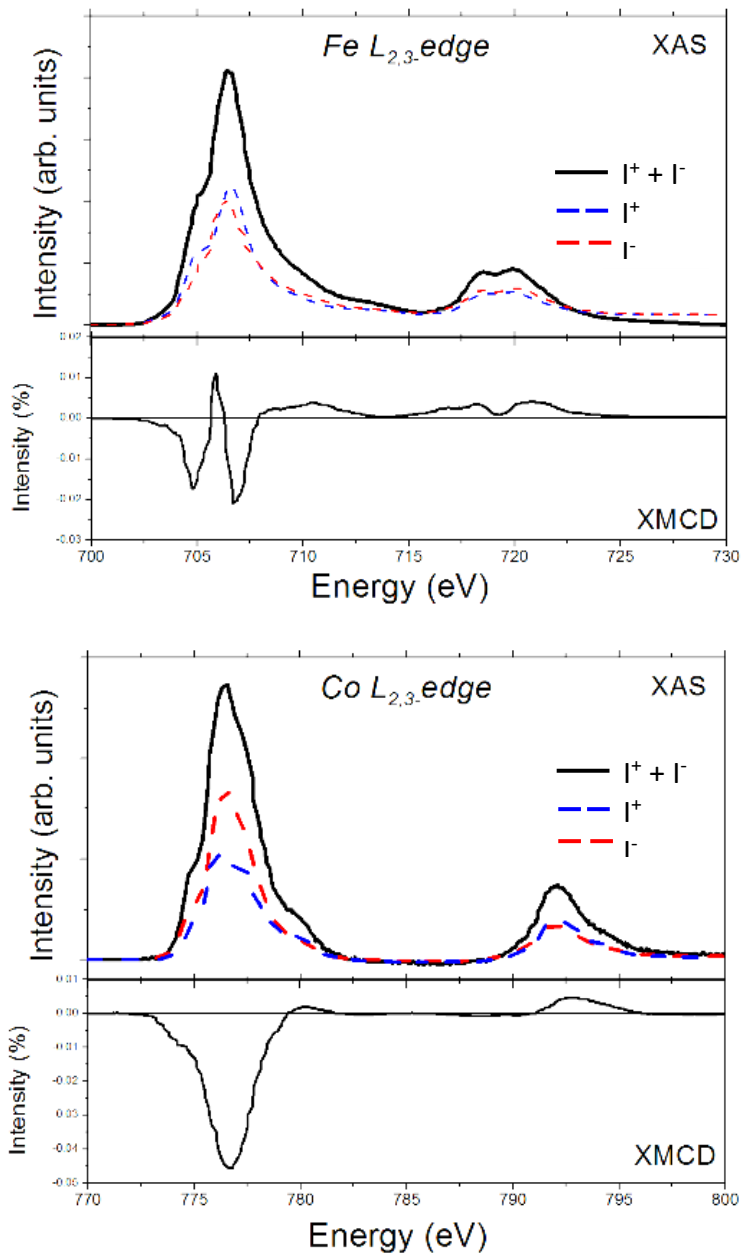 Fe L2,3-edge XAS
I+ + I-
I+
I-
Intensity (arb. units)
0.02
0.01
0.00
-0.01
-0.02
-0.03
Intensity (%)
XMCD
700 705 710 715 720 725 730
Energy (eV)
Co L2,3-edge XAS
I+ + I-
I+
I-
Intensity (arb. units)
0.01
0.00
-0.01
-0.02
-0.03
-0.04
-0.05
Intensity (%)
XMCD
770 775 780 785 790 795 800
Energy (eV)